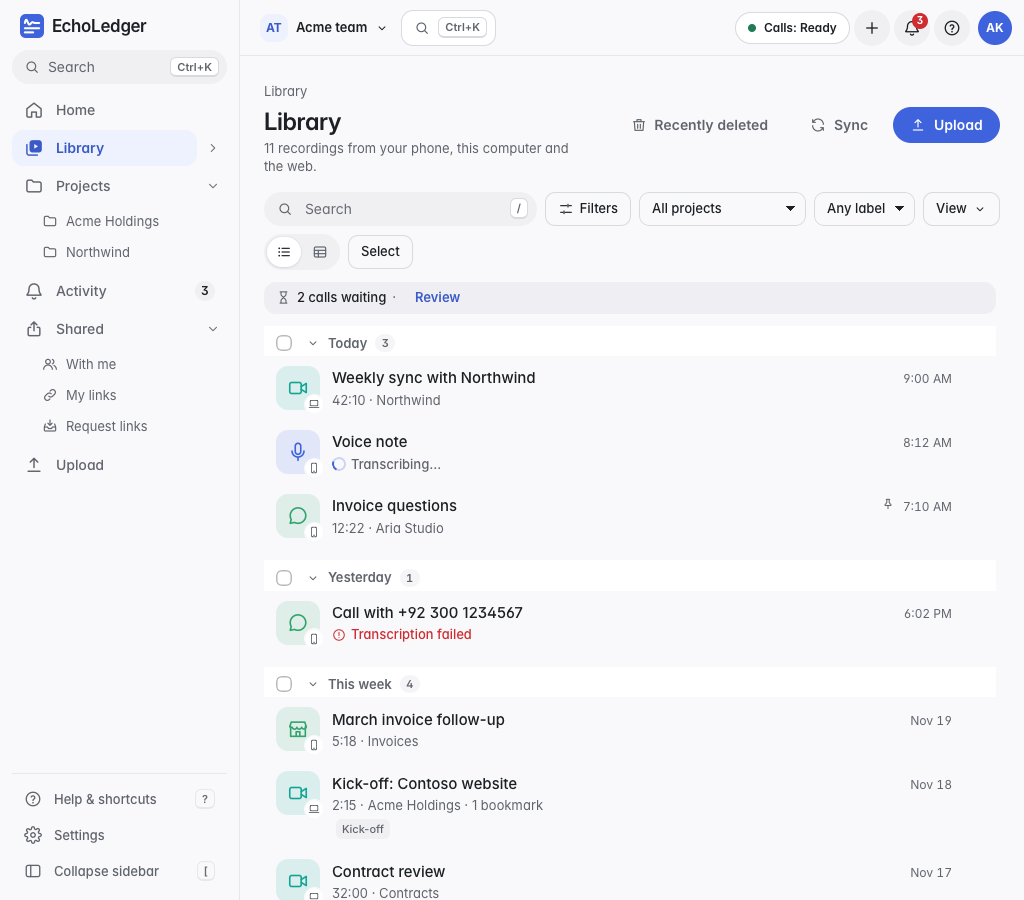 EchoLedger
Search Ctrl+K
Home
Library
Projects
Acme Holdings
Northwind
Activity 3
Shared
With me
My links
Request links
Upload
Help & shortcuts ?
Settings
Collapse sidebar [
AT Acme team Ctrl+K Calls: Ready 3 AK
Library
Library
11 recordings from your phone, this computer and
the web.
Recently deleted Sync Upload
Search / Filters All projects Any label View
Select
2 calls waiting · Review
Today 3
Weekly sync with Northwind 9:00 AM
42:10 · Northwind
Voice note 8:12 AM
Transcribing...
Invoice questions 7:10 AM
12:22 · Aria Studio
Yesterday 1
Call with +92 300 1234567 6:02 PM
Transcription failed
This week 4
March invoice follow-up Nov 19
5:18 · Invoices
Kick-off: Contoso website Nov 18
2:15 · Acme Holdings · 1 bookmark
Kick-off
Contract review Nov 17
32:00 · Contracts